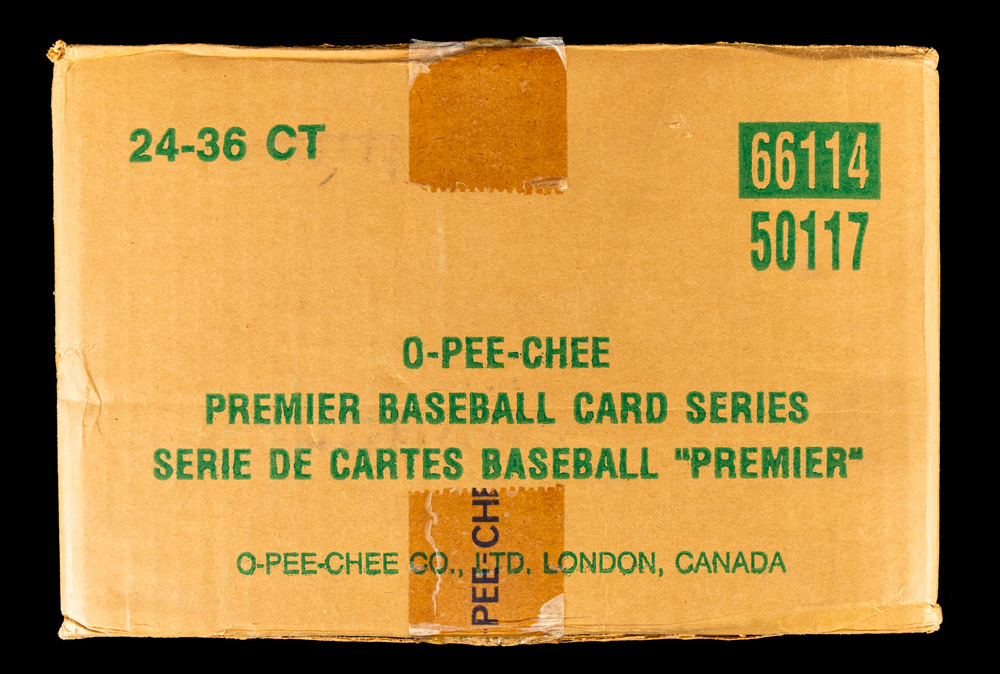 24-36 CT
66114
50117
O-PEE-CHEE
PREMIER BASEBALL CARD SERIES
SERIE DE CARTES BASEBALL "PREMIER"
O-PEE-CHEE CO., LTD. LONDON, CANADA
PEE-CHE